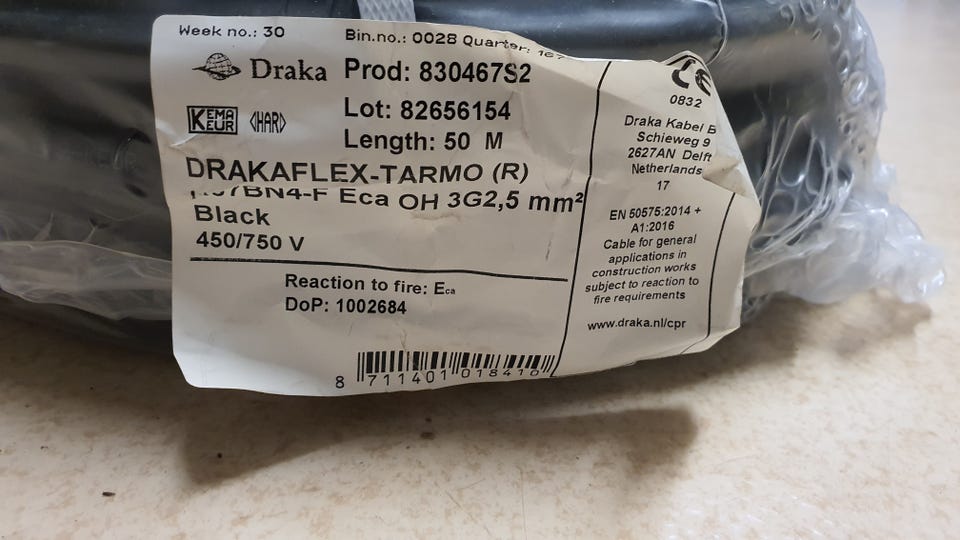 Week no.: 30
Bin.no.: 0028 Quarter: 167
Draka
Prod: 830467S2
KEMA
KEUR
HAR
Lot: 82656154
Length: 50 M
DRAKAFLEX-TARMO (R)
Eca OH 3G2,5 mm²
Black
450/750 V
Reaction to fire: Eca
DoP: 1002684
8 711401 018410
CE
0832
Draka Kabel B
Schieweg 9
2627AN Delft
Netherlands
17
EN 50575:2014 +
A1:2016
Cable for general
applications in
construction works
subject to reaction to
fire requirements
www.draka.nl/cpr